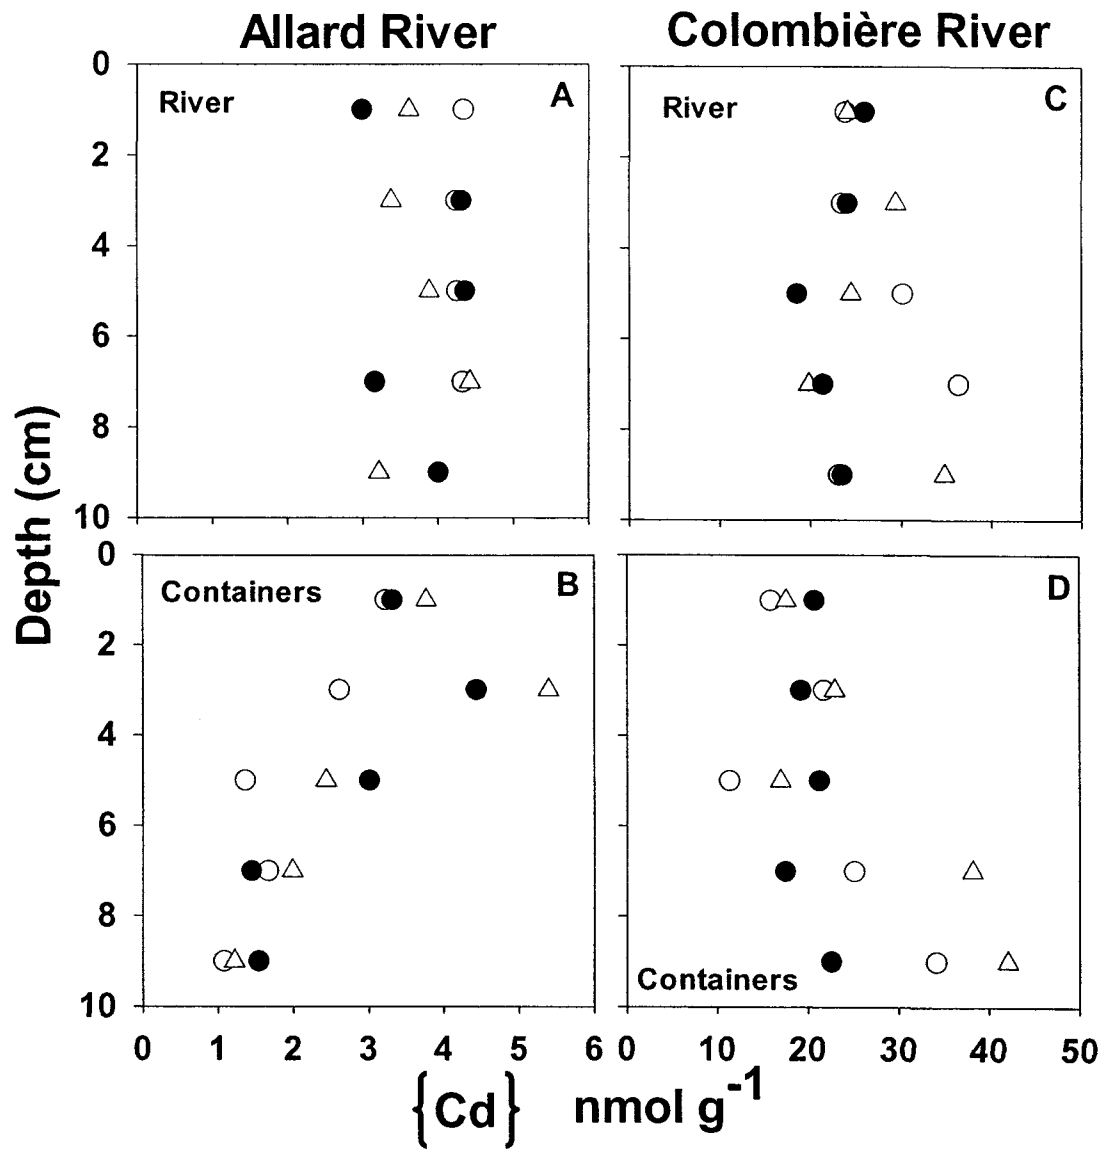 Allard River
Colombière River
0
2
4
6
8
10
River
A
River
C
Depth (cm)
0
2
4
6
8
10
Containers
B
Containers
D
0 1 2 3 4 5 6
0 10 20 30 40 50
{Cd} nmol g⁻¹